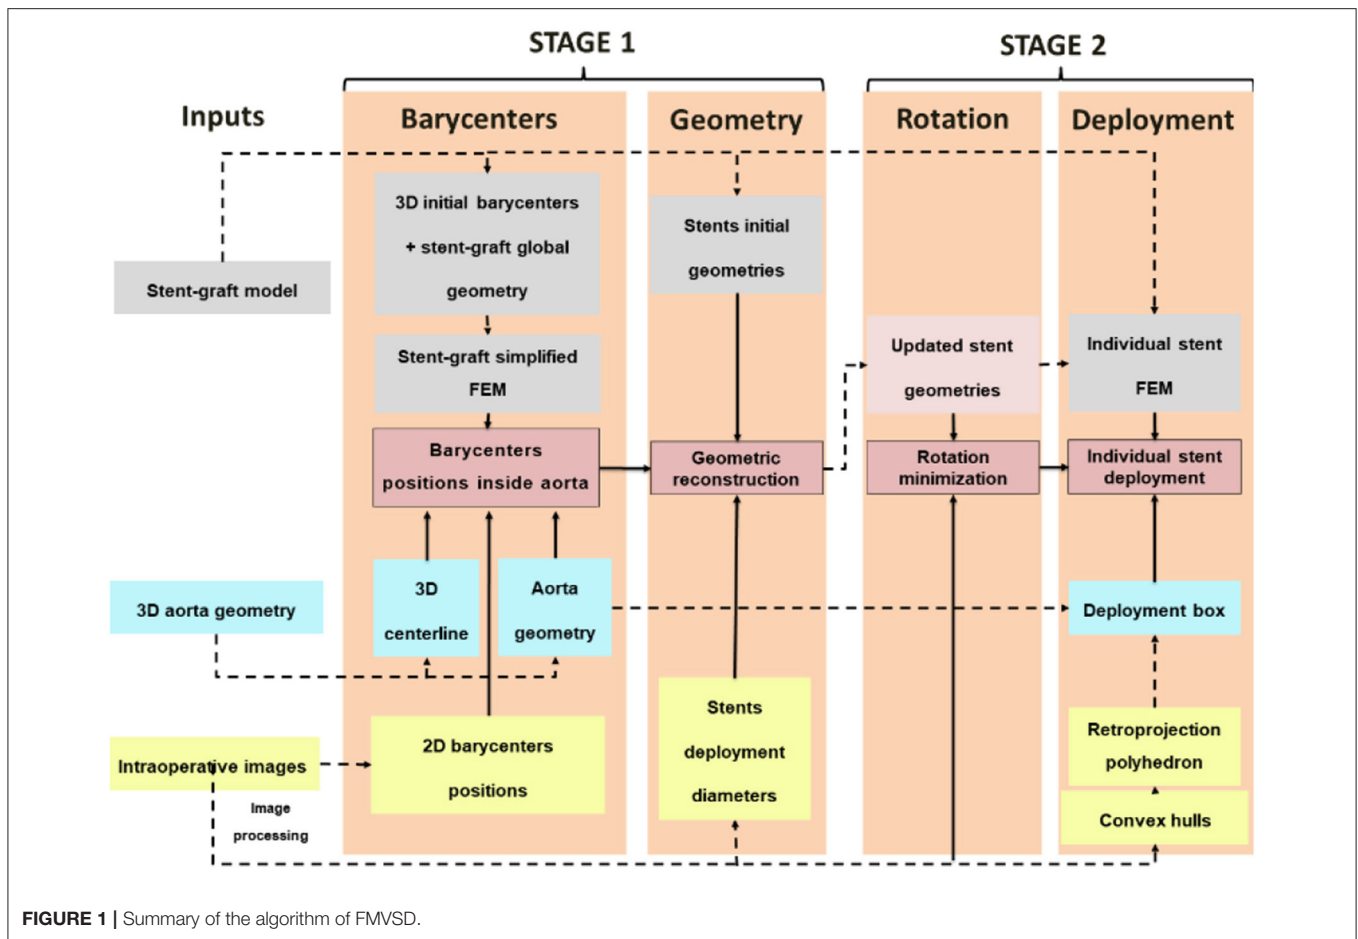 STAGE 1
STAGE 2
Inputs
Barycenters
Geometry
Rotation
Deployment
3D initial barycenters
+ stent-graft global
geometry
Stents initial
geometries
Stent-graft model
Stent-graft simplified
FEM
Updated stent
geometries
Individual stent
FEM
Barycenters
positions inside aorta
Geometric
reconstruction
Rotation
minimization
Individual stent
deployment
3D aorta geometry
3D
centerline
Aorta
geometry
Deployment box
Intraoperative images
Image
processing
2D barycenters
positions
Stents
deployment
diameters
Retroprojection
polyhedron
Convex hulls
FIGURE 1 | Summary of the algorithm of FMVSD.